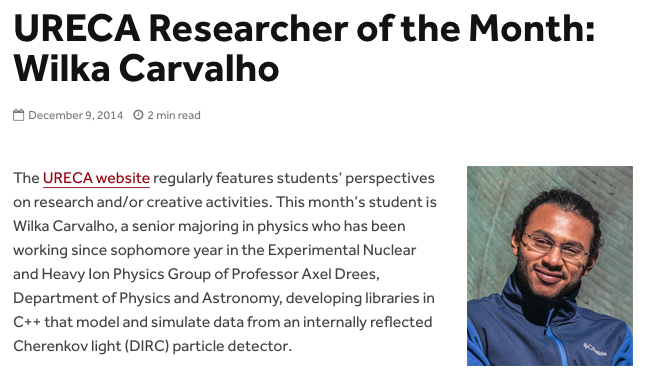 URECA Researcher of the Month:
Wilka Carvalho
December 9, 2014 2 min read
The URECA website regularly features students’ perspectives
on research and/or creative activities. This month’s student is
Wilka Carvalho, a senior majoring in physics who has been
working since sophomore year in the Experimental Nuclear
and Heavy Ion Physics Group of Professor Axel Drees,
Department of Physics and Astronomy, developing libraries in
C++ that model and simulate data from an internally reflected
Cherenkov light (DIRC) particle detector.
Columbia